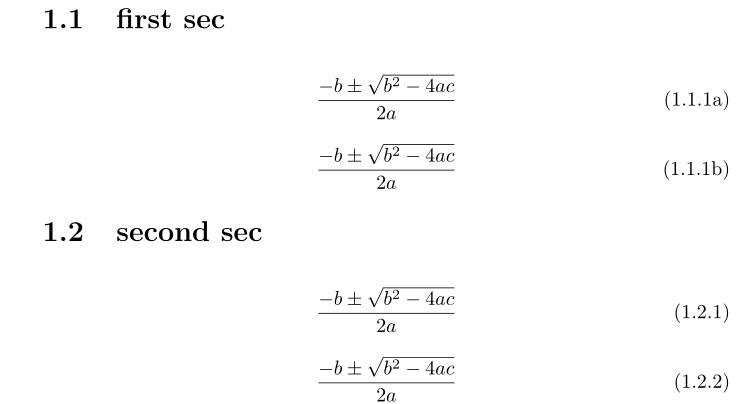 1.1 first sec
−b ± √b² − 4ac
2a
(1.1.1a)
−b ± √b² − 4ac
2a
(1.1.1b)
1.2 second sec
−b ± √b² − 4ac
2a
(1.2.1)
−b ± √b² − 4ac
2a
(1.2.2)